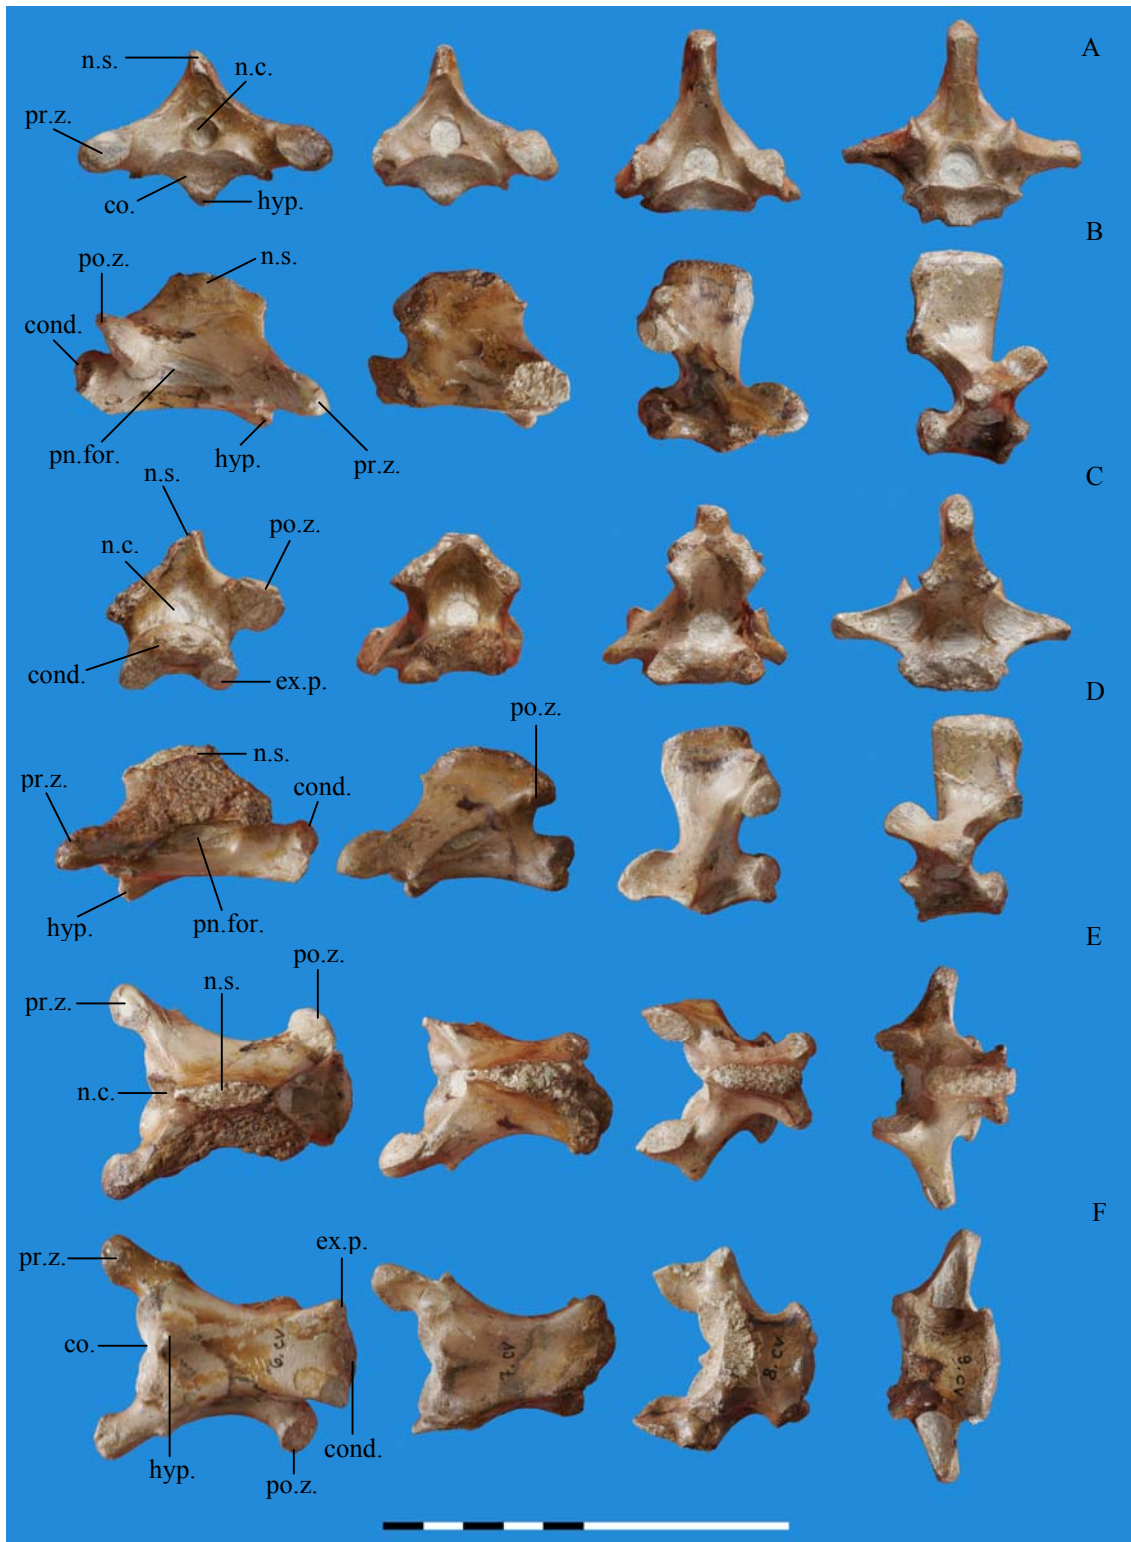 A
n.s.
n.c.
pr.z.
co.
hyp.
B
po.z.
n.s.
cond.
pn.for.
hyp.
pr.z.
C
n.s.
n.c.
po.z.
cond.
ex.p.
D
po.z.
n.s.
pr.z.
cond.
hyp.
pn.for.
E
po.z.
n.s.
pr.z.
n.c.
F
ex.p.
pr.z.
co.
6.cv
7.cv
8.cv
9.cv
hyp.
cond.
po.z.